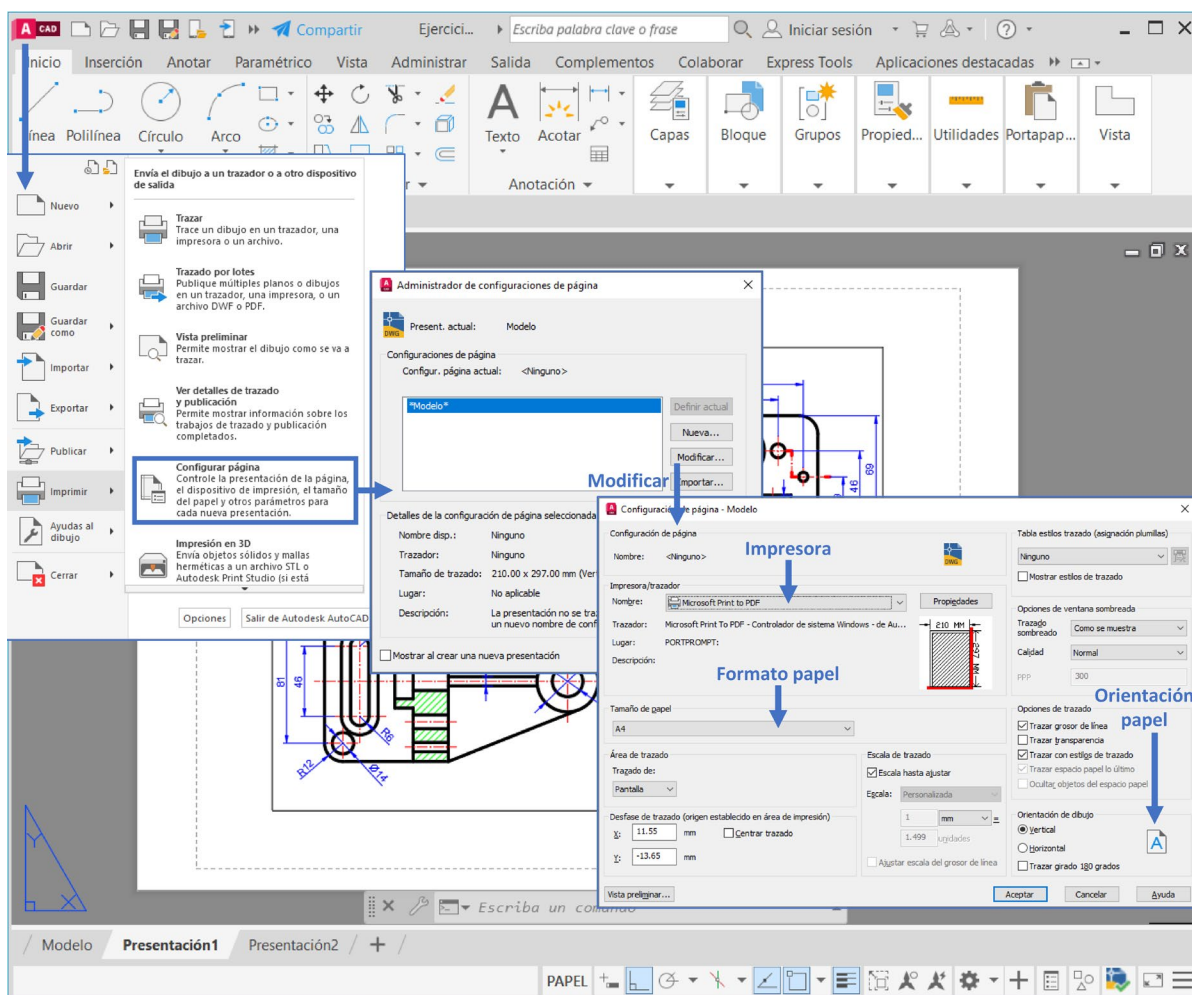 A CAD Compartir Ejercici... Escriba palabra clave o frase Iniciar sesión
Inicio Inserción Anotar Paramétrico Vista Administrar Salida Complementos Colaborar Express Tools Aplicaciones destacadas
Polilínea Círculo Arco Texto Acotar Capas Bloque Grupos Propied... Utilidades Portapap... Vista
Anotación
Envía el dibujo a un trazador o a otro dispositivo
de salida
Nuevo
Abrir
Guardar
Guardar
como
Importar
Exportar
Publicar
Imprimir
Ayudas al
dibujo
Cerrar
Trazar
Trace un dibujo en un trazador, una
impresora o un archivo.
Trazado por lotes
Publique múltiples planos o dibujos
en un trazador, una impresora, o un
archivo DWF o PDF.
Vista preliminar
Permite mostrar el dibujo como se va a
trazar.
Ver detalles de trazado
y publicación
Permite mostrar información sobre los
trabajos de trazado y publicación
completados.
Configurar página
Controle la presentación de la página,
el dispositivo de impresión, el tamaño
del papel y otros parámetros para
cada nueva presentación.
Impresión en 3D
Envía objetos sólidos y mallas
herméticas a un archivo STL o
Autodesk Print Studio (si está
Opciones Salir de Autodesk AutoCAD
Administrador de configuraciones de página
DWG Present. actual: Modelo
Configuraciones de página
Configur. página actual: <Ninguno>
*Modelo*
Definir actual
Nueva...
Modificar...
Importar...
Modificar
Detalles de la configuración de página seleccionada
Nombre disp.: Ninguno
Trazador: Ninguno
Tamaño de trazado: 210.00 x 297.00 mm (Ver
Lugar: No aplicable
Descripción: La presentación no se tra
un nuevo nombre de conf
Mostrar al crear una nueva presentación
69
46
81
46
R6
R12
Ø14
Configuración de página - Modelo
Configuración de página
Nombre: <Ninguno>
DWG
Impresora
Impresora/trazador
Nombre: Microsoft Print to PDF Propiedades
Trazador: Microsoft Print To PDF - Controlador de sistema Windows - de Au...
Lugar: PORTPROMPT:
Descripción:
210 MM
297 MM
Formato papel
Tamaño de papel
A4
Área de trazado
Trazado de:
Pantalla
Desfase de trazado (origen establecido en área de impresión)
X: 11.55 mm Centrar trazado
Y: -13.65 mm
Escala de trazado
Escala hasta ajustar
Escala: Personalizada
1 mm =
1.499 unidades
Ajustar escala del grosor de línea
Tabla estilos trazado (asignación plumillas)
Ninguno
Mostrar estilos de trazado
Opciones de ventana sombreada
Trazado
sombreado Como se muestra
Calidad Normal
PPP 300
Orientación
papel
Opciones de trazado
Trazar grosor de línea
Trazar transparencia
Trazar con estilos de trazado
Trazar espacio papel lo último
Ocultar objetos del espacio papel
Orientación de dibujo
Vertical
Horizontal
Trazar girado 180 grados
A
Vista preliminar... Aceptar Cancelar Ayuda
Escriba un comando
Modelo Presentación1 Presentación2
PAPEL
Y
X